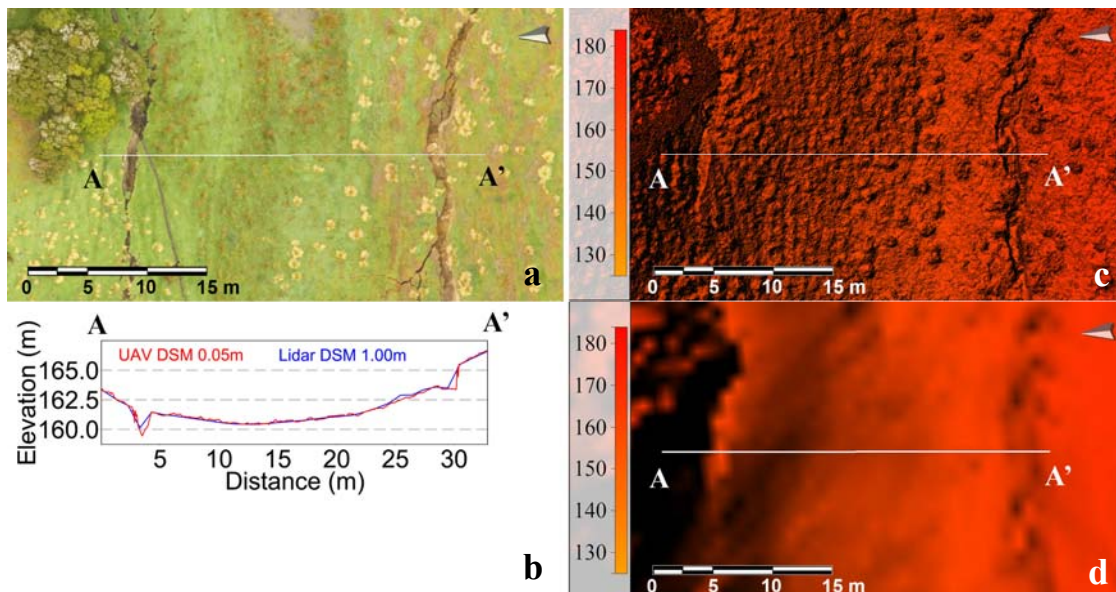 A
A'
0 5 10 15 m
a
A A'
Elevation (m)
UAV DSM 0.05m Lidar DSM 1.00m
165.0
162.5
160.0
5 10 15 20 25 30
Distance (m)
b
180
170
160
150
140
130
A
A'
0 5 10 15 m
c
180
170
160
150
140
130
A
A'
0 5 10 15 m
d